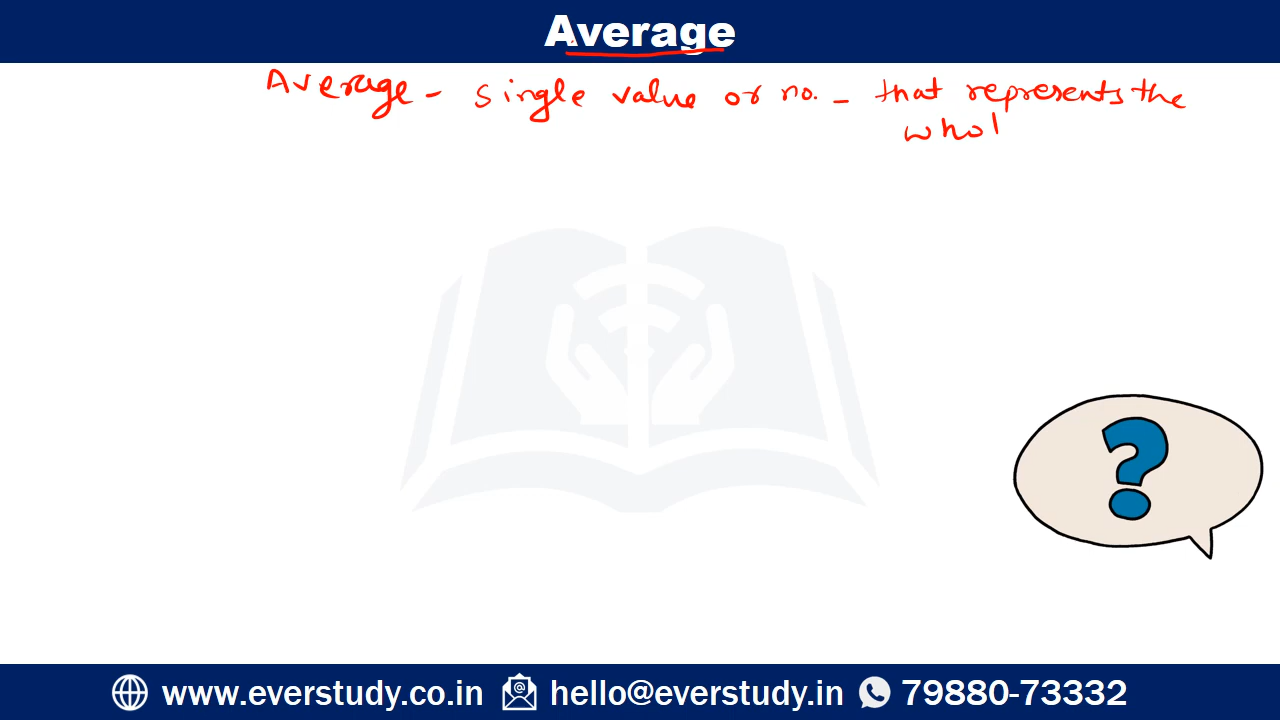 Average
Average - single value or no. - that represents the
whol
?
www.everstudy.co.in hello@everstudy.in 79880-73332